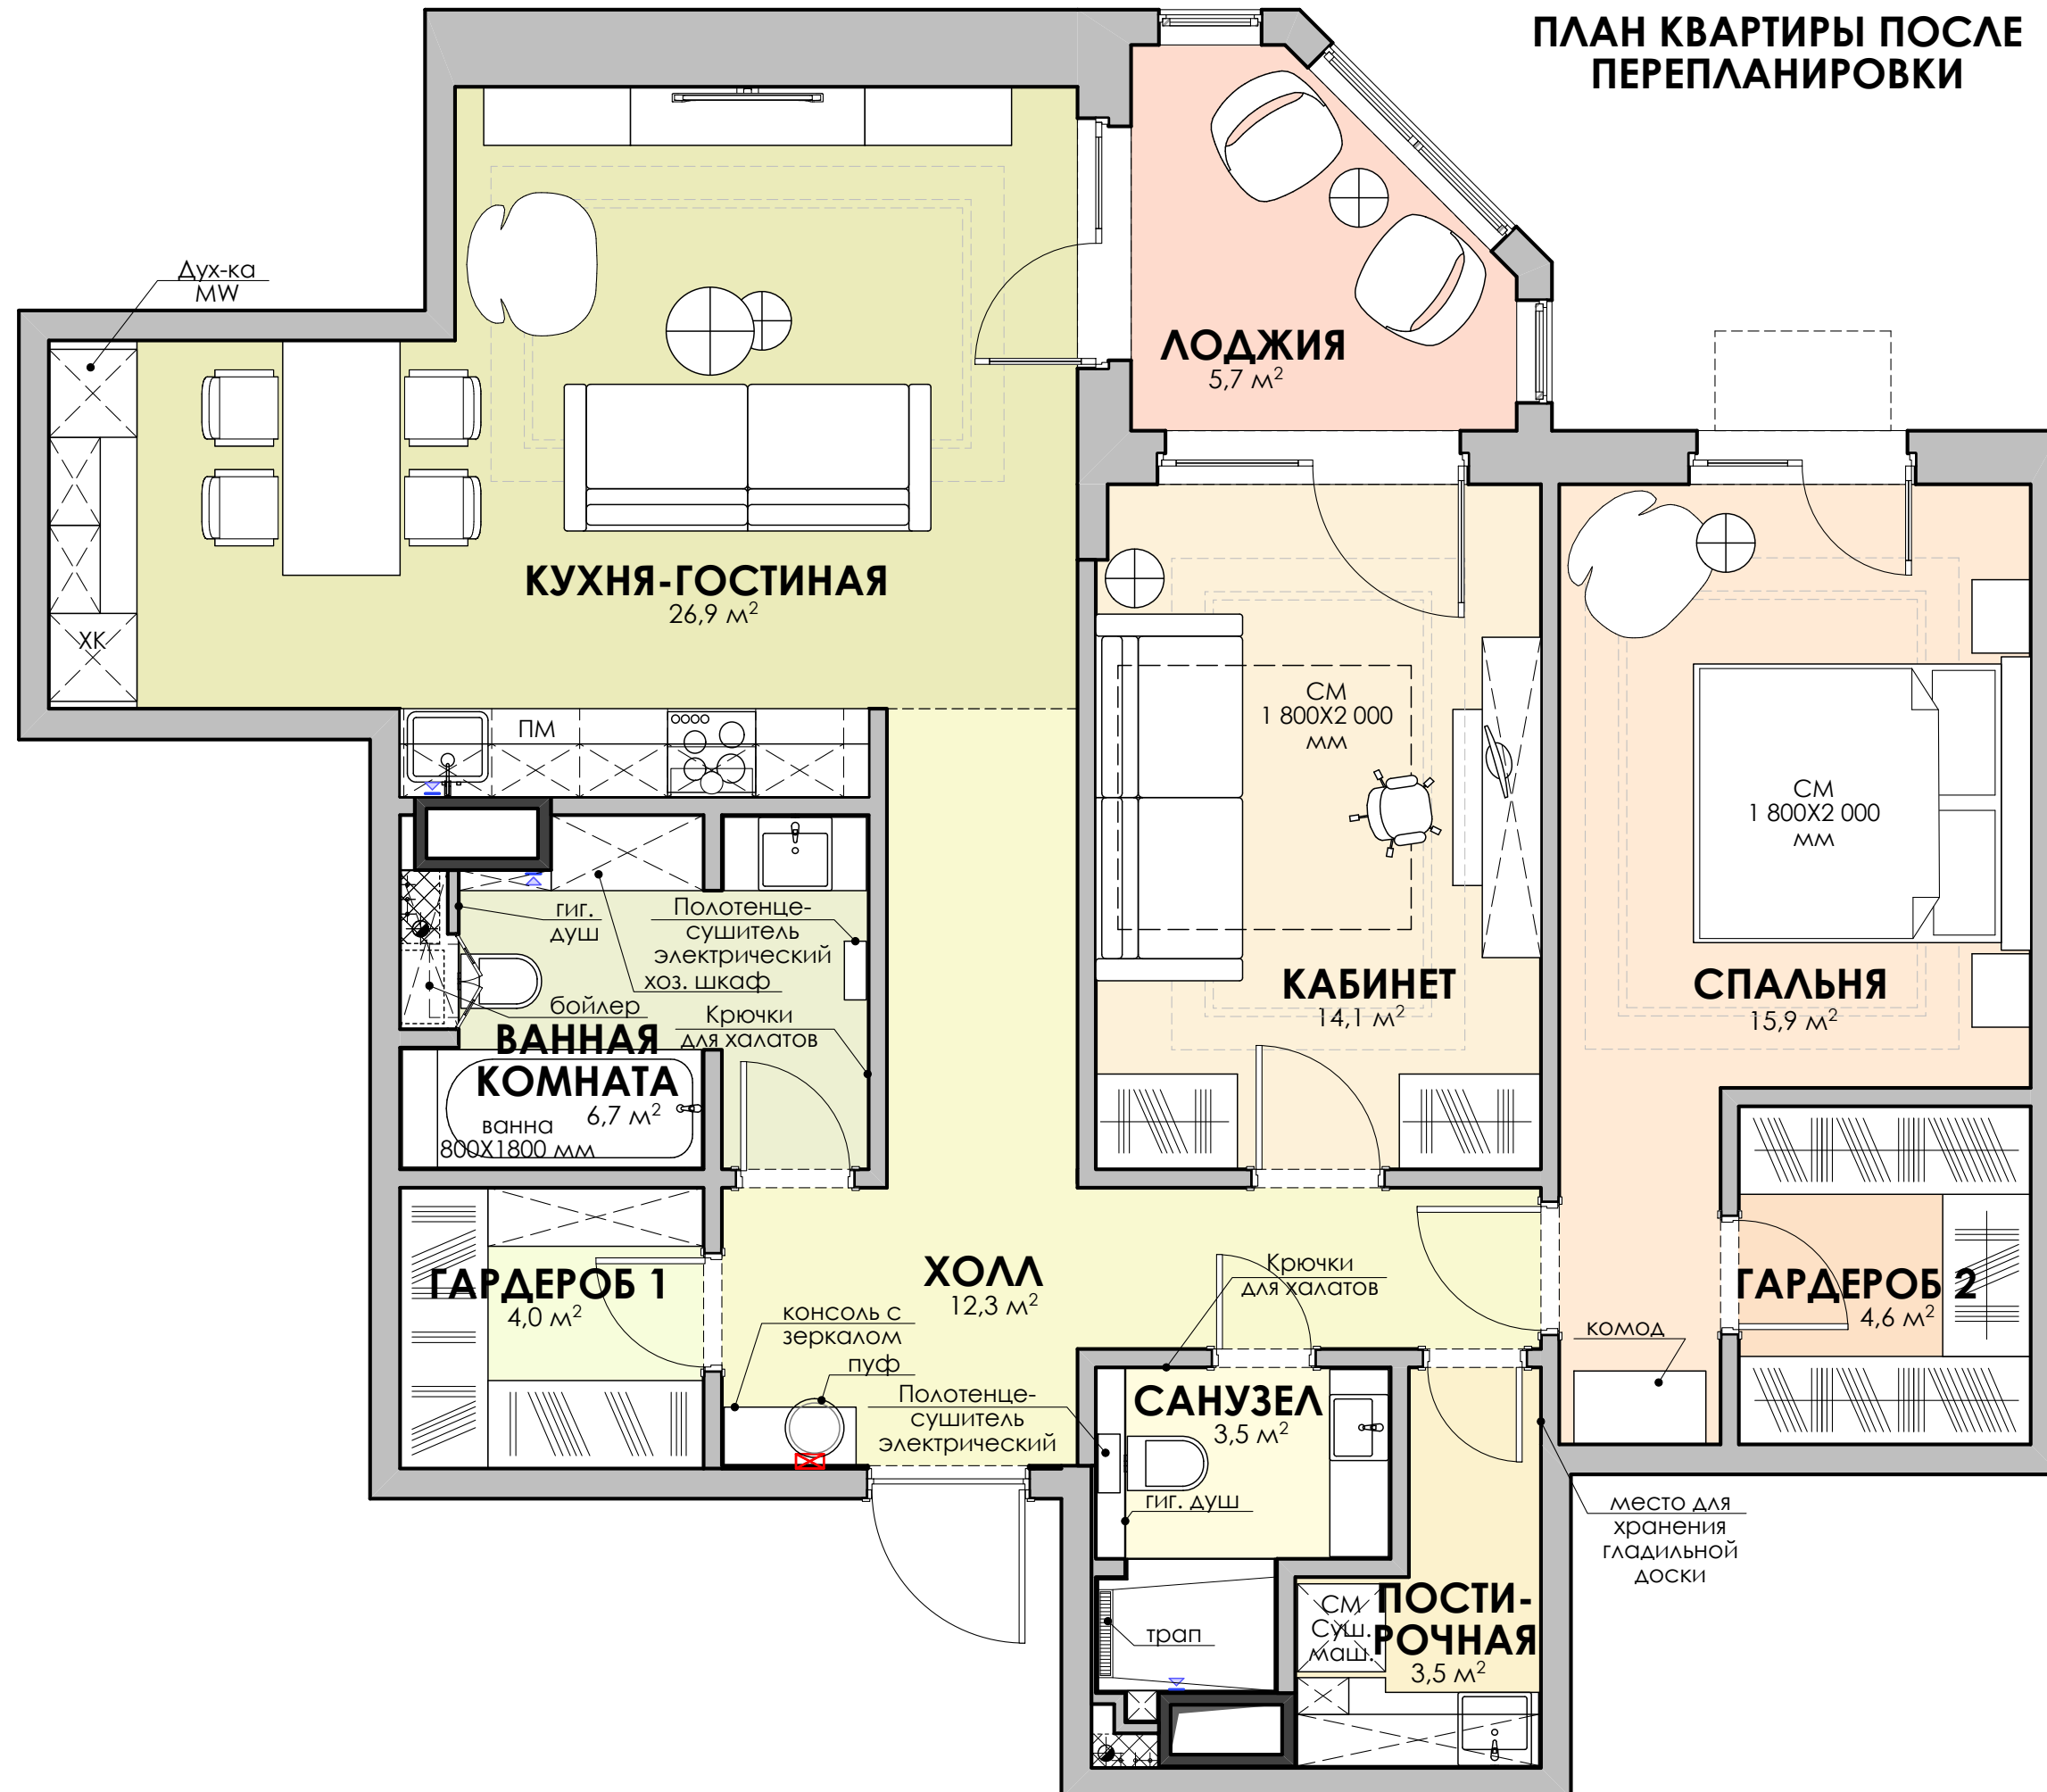 ПЛАН КВАРТИРЫ ПОСЛЕ
ПЕРЕПЛАНИРОВКИ
Дух-ка
MW
ЛОДЖИЯ
5,7 м²
КУХНЯ-ГОСТИНАЯ
26,9 м²
ХК
ПМ
СМ
1 800Х2 000
мм
СМ
1 800Х2 000
мм
гиг.
душ
Полотенце-
сушитель
электрический
хоз. шкаф
бойлер
Крючки
для халатов
ВАННАЯ
КОМНАТА
6,7 м²
ванна
800Х1800 мм
КАБИНЕТ
14,1 м²
СПАЛЬНЯ
15,9 м²
ГАРДЕРОБ 1
4,0 м²
ХОЛЛ
12,3 м²
Крючки
для халатов
ГАРДЕРОБ 2
4,6 м²
консоль с
зеркалом
пуф
комод
Полотенце-
сушитель
электрический
САНУЗЕЛ
3,5 м²
гиг. душ
место для
хранения
гладильной
доски
трап
СМ
Суш.
маш.
ПОСТИ-
РОЧНАЯ
3,5 м²